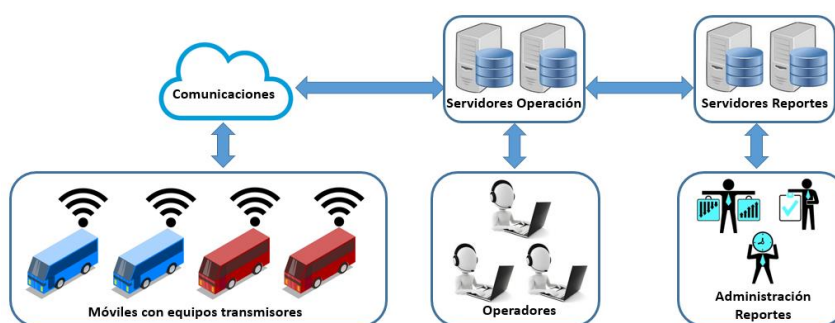 Comunicaciones
Servidores Operación
Servidores Reportes
Móviles con equipos transmisores
Operadores
Administración
Reportes